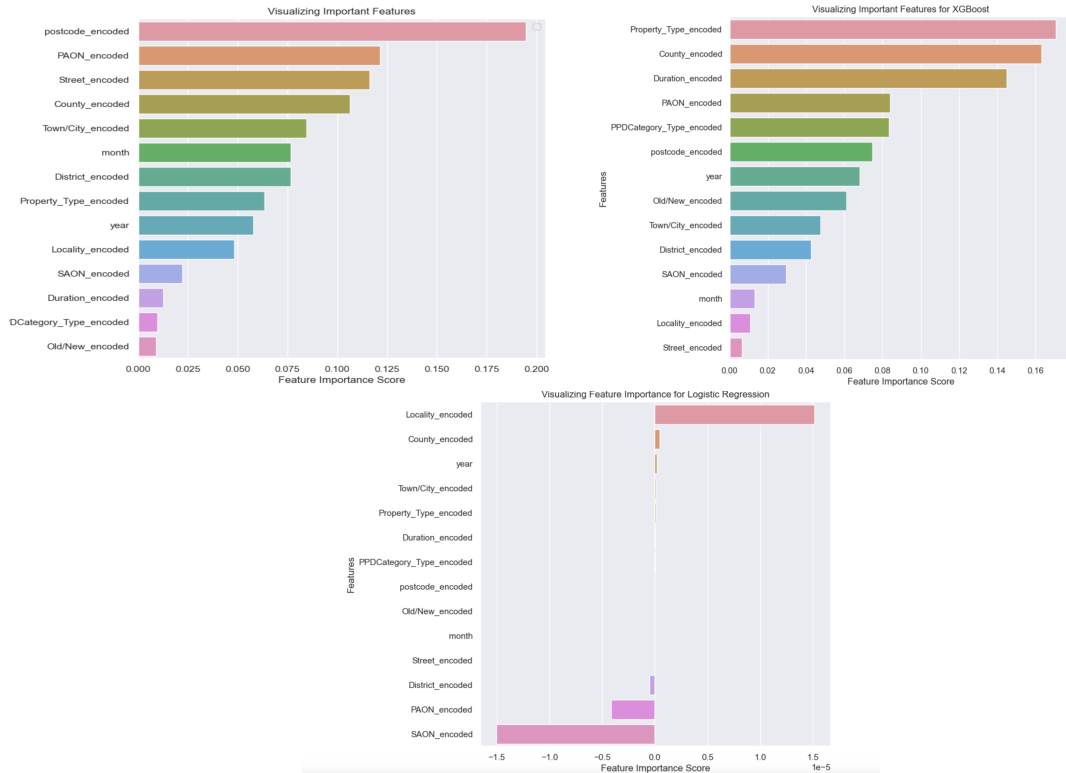 Visualizing Important Features
postcode_encoded
PAON_encoded
Street_encoded
County_encoded
Town/City_encoded
month
District_encoded
Property_Type_encoded
year
Locality_encoded
SAON_encoded
Duration_encoded
DCategory_Type_encoded
Old/New_encoded
0.000 0.025 0.050 0.075 0.100 0.125 0.150 0.175 0.200
Feature Importance Score
Visualizing Important Features for XGBoost
Property_Type_encoded
County_encoded
Duration_encoded
PAON_encoded
PPDCategory_Type_encoded
postcode_encoded
year
Old/New_encoded
Town/City_encoded
District_encoded
SAON_encoded
month
Locality_encoded
Street_encoded
Features
0.00 0.02 0.04 0.06 0.08 0.10 0.12 0.14 0.16
Feature Importance Score
Visualizing Feature Importance for Logistic Regression
Locality_encoded
County_encoded
year
Town/City_encoded
Property_Type_encoded
Duration_encoded
PPDCategory_Type_encoded
postcode_encoded
Old/New_encoded
month
Street_encoded
District_encoded
PAON_encoded
SAON_encoded
Features
−1.5 −1.0 −0.5 0.0 0.5 1.0 1.5
1e−5
Feature Importance Score